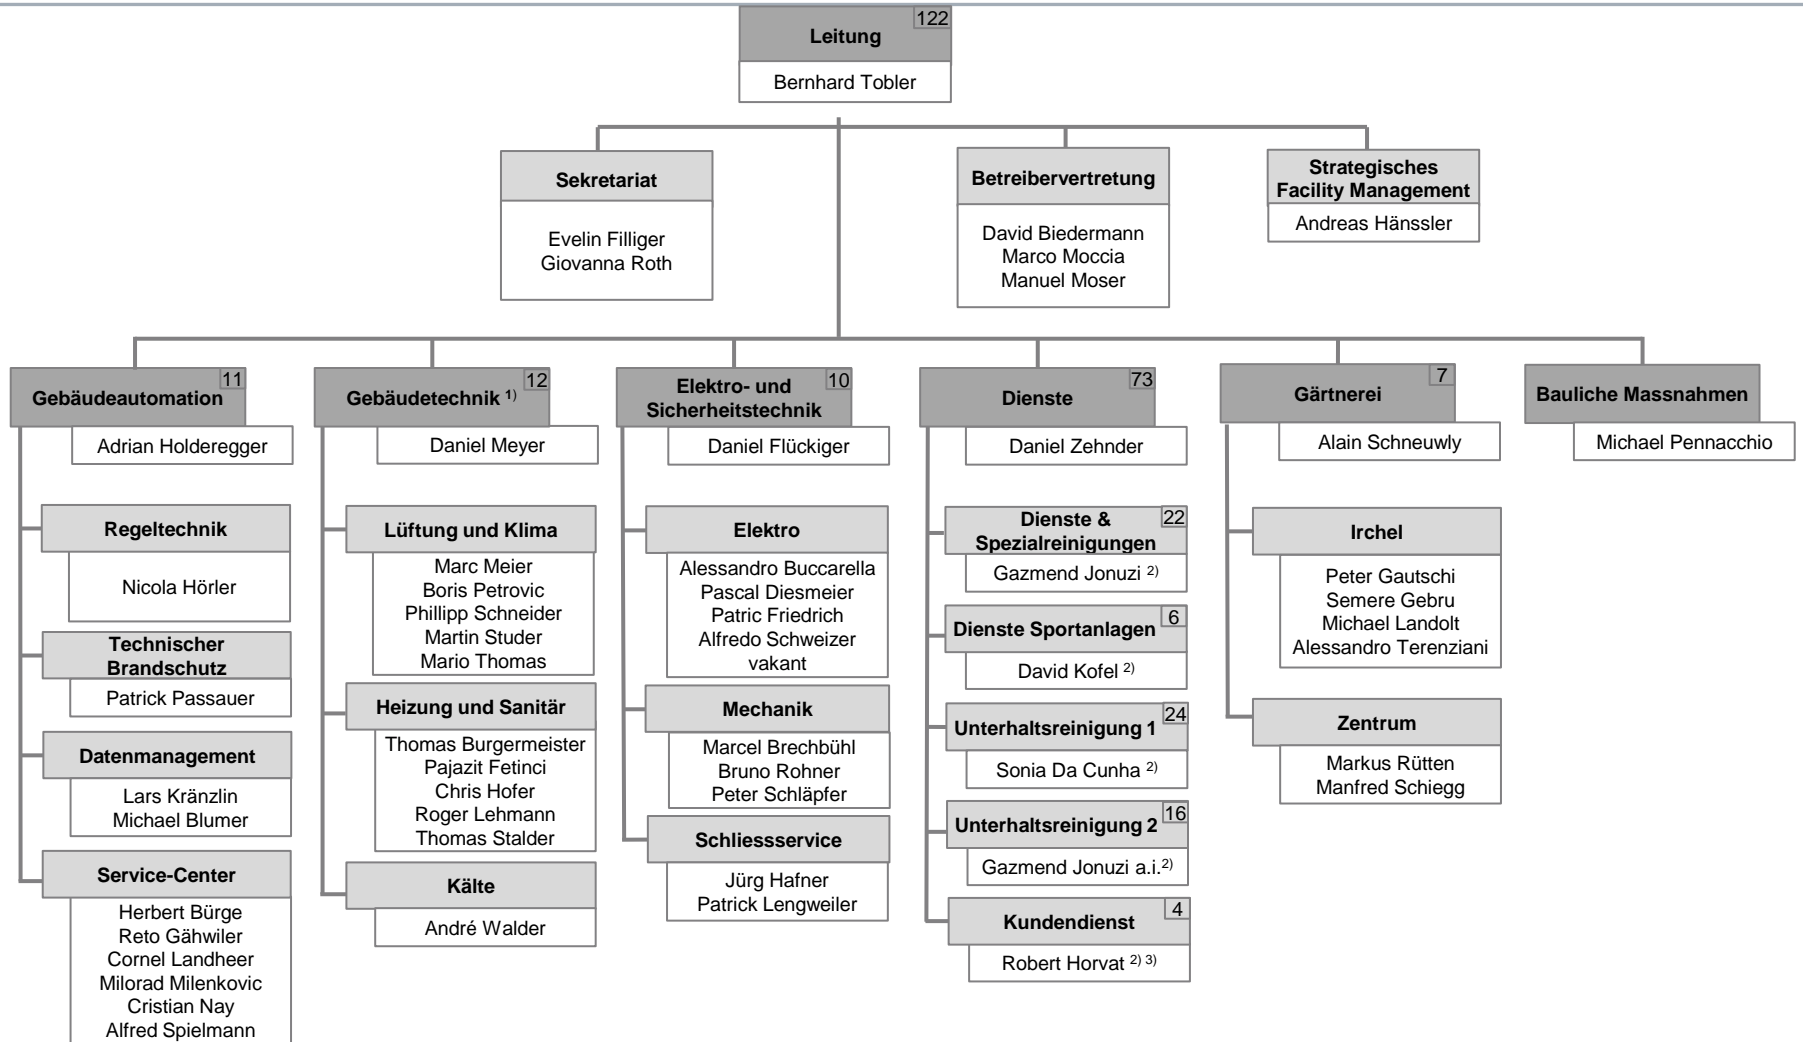 122
Leitung
Bernhard Tobler
Sekretariat
Evelin Filliger
Giovanna Roth
Betreibervertretung
David Biedermann
Marco Moccia
Manuel Moser
Strategisches
Facility Management
Andreas Hänssler
11
Gebäudeautomation
Adrian Holderegger
Regeltechnik
Nicola Hörler
Technischer
Brandschutz
Patrick Passauer
Datenmanagement
Lars Kränzlin
Michael Blumer
Service-Center
Herbert Bürge
Reto Gähwiler
Cornel Landheer
Milorad Milenkovic
Cristian Nay
Alfred Spielmann
12
Gebäudetechnik 1)
Daniel Meyer
Lüftung und Klima
Marc Meier
Boris Petrovic
Phillipp Schneider
Martin Studer
Mario Thomas
Heizung und Sanitär
Thomas Burgermeister
Pajazit Fetinci
Chris Hofer
Roger Lehmann
Thomas Stalder
Kälte
André Walder
10
Elektro- und
Sicherheitstechnik
Daniel Flückiger
Elektro
Alessandro Buccarella
Pascal Diesmeier
Patric Friedrich
Alfredo Schweizer
vakant
Mechanik
Marcel Brechbühl
Bruno Rohner
Peter Schläpfer
Schliessservice
Jürg Hafner
Patrick Lengweiler
73
Dienste
Daniel Zehnder
22
Dienste &
Spezialreinigungen
Gazmend Jonuzi 2)
6
Dienste Sportanlagen
David Kofel 2)
24
Unterhaltsreinigung 1
Sonia Da Cunha 2)
16
Unterhaltsreinigung 2
Gazmend Jonuzi a.i.2)
4
Kundendienst
Robert Horvat 2) 3)
7
Gärtnerei
Alain Schneuwly
Irchel
Peter Gautschi
Semere Gebru
Michael Landolt
Alessandro Terenziani
Zentrum
Markus Rütten
Manfred Schiegg
Bauliche Massnahmen
Michael Pennacchio